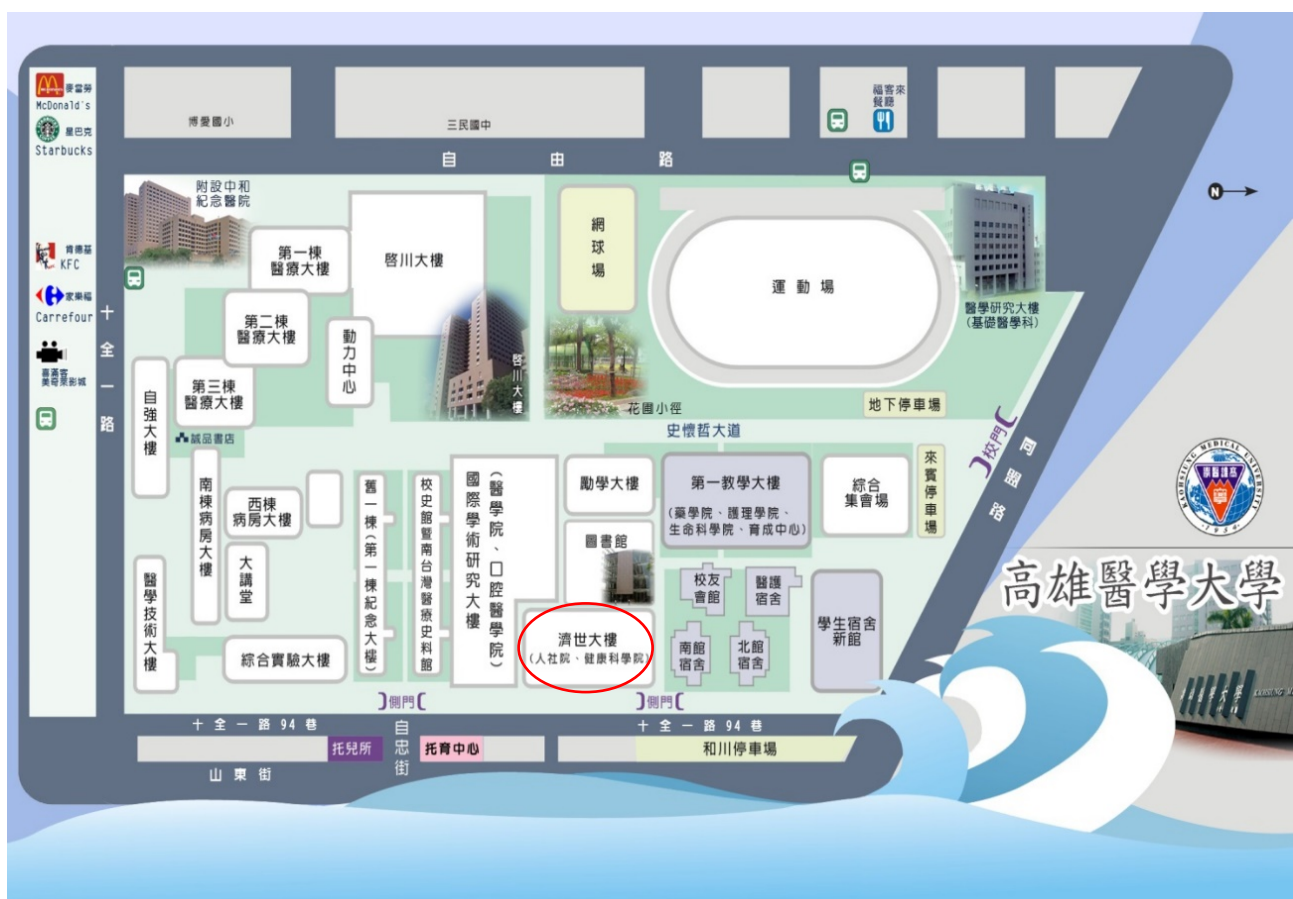 麥當勞
McDonald's
星巴克
Starbucks
肯德基
KFC
家樂福
Carrefour
喜滿客
美奇萊影城
十全一路
博愛國小
三民國中
福客來
餐廳
自由路
N
附設中和
紀念醫院
第一棟
醫療大樓
啓川大樓
第二棟
醫療大樓
動力中心
第三棟
醫療大樓
自強大樓
誠品書店
啓川大樓
網球場
運動場
醫學研究大樓
(基礎醫學科)
花園小徑
地下停車場
史懷哲大道
校門
同盟路
南棟病房大樓
西棟
病房大樓
大講堂
醫學技術大樓
綜合實驗大樓
舊一棟(第一棟紀念大樓)
校史館暨南台灣醫療史料館
國際學術研究大樓
(醫學院、口腔醫學院)
勵學大樓
圖書館
第一教學大樓
(藥學院、護理學院、
生命科學院、育成中心)
綜合
集會場
來賓停車場
濟世大樓
(人社院、健康科學院)
校友
會館
醫護
宿舍
南館
宿舍
北館
宿舍
學生宿舍
新館
側門
側門
十全一路94巷
自忠街
十全一路94巷
托兒所
托育中心
和川停車場
山東街
KAOHSIUNG MEDICAL UNIVERSITY
1954
高雄醫學大學